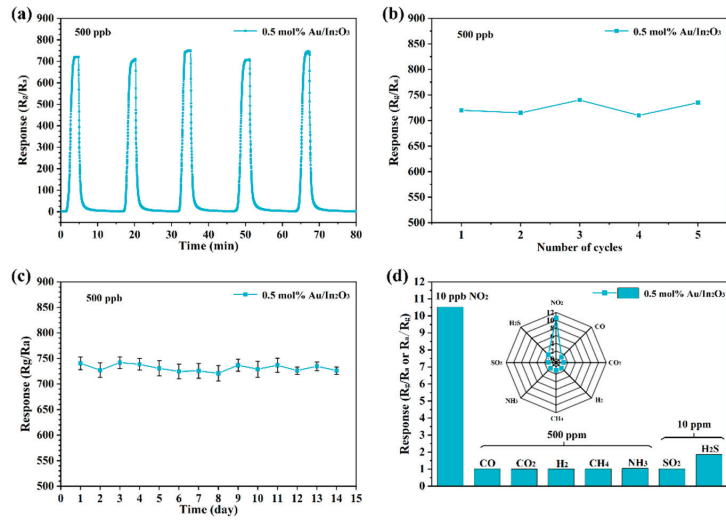 (a)
500 ppb
0.5 mol% Au/In₂O₃
Response (Rg/Ra)
900
800
700
600
500
400
300
200
100
0
0 10 20 30 40 50 60 70 80
Time (min)
(b)
500 ppb
0.5 mol% Au/In₂O₃
Response (Rg/Ra)
900
850
800
750
700
650
600
550
500
1 2 3 4 5
Number of cycles
(c)
500 ppb
0.5 mol% Au/In₂O₃
Response (Rg/Ra)
900
850
800
750
700
650
600
550
500
0 1 2 3 4 5 6 7 8 9 10 11 12 13 14 15
Time (day)
(d)
10 ppb NO₂
0.5 mol% Au/In₂O₃
Response (Rg/Ra or Ra/Rg)
12
11
10
9
8
7
6
5
4
3
2
1
0
NO₂
CO
CO₂
H₂
CH₄
NH₃
SO₂
H₂S
12
10
8
6
500 ppm
10 ppm
CO CO₂ H₂ CH₄ NH₃ SO₂ H₂S